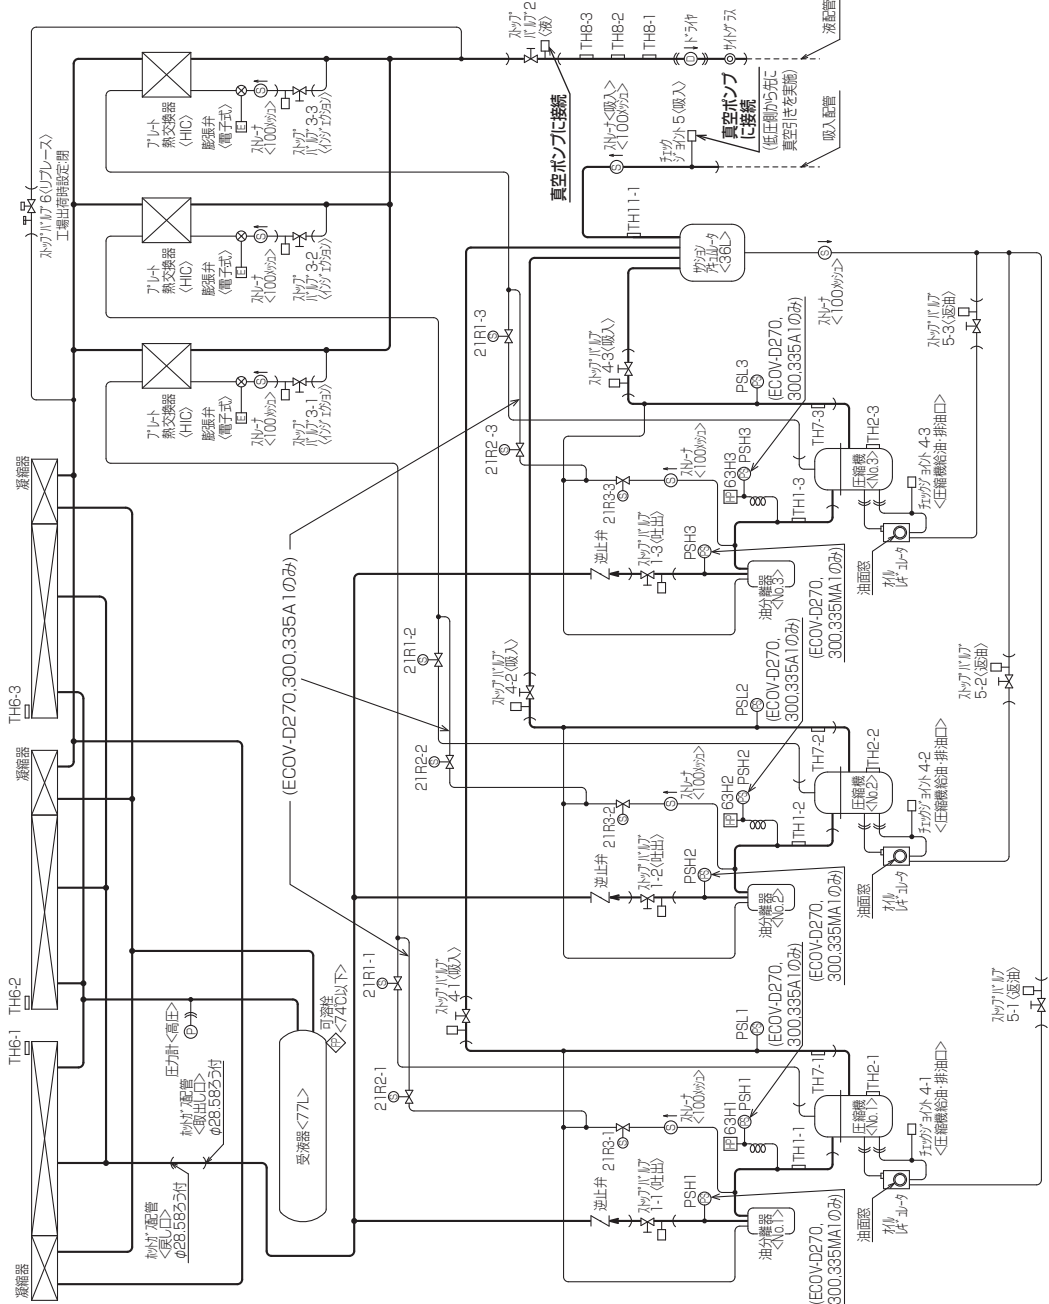 ストップバルブ6<リプレース>
工場出荷時設定:閉
プレート
熱交換器
<HIC>
膨張弁
<電子式>
ストレーナ
<100メッシュ>
ストップ
バルブ3-3
<インジェクション>
プレート
熱交換器
<HIC>
膨張弁
<電子式>
ストレーナ
<100メッシュ>
ストップ
バルブ3-2
<インジェクション>
プレート
熱交換器
<HIC>
膨張弁
<電子式>
ストレーナ
<100メッシュ>
ストップ
バルブ3-1
<インジェクション>
ストップ
バルブ2
<液>
真空ポンプに接続
TH8-3
TH8-2
TH8-1
ドライヤ
サイトグラス
液配管
ストレーナ<吸入>
<100メッシュ>
チェック
ジョイント5<吸入>
真空ポンプ
に接続
(低圧側から先に
真空引きを実施)
吸入配管
TH11-1
サクション
アキュムレータ
<36L>
ストレーナ
<100メッシュ>
凝縮器
TH6-3
凝縮器
TH6-2
TH6-1
凝縮器
(ECOV-D270,300,335A1のみ)
圧力計<高圧>
ホットガス配管
<取出し口>
φ28.58ろう付
ホットガス配管
<戻し口>
φ28.58ろう付
受液器<77L>
可溶栓
<74℃以下>
FP
21R1-3
21R2-3
21R3-3
ストップバルブ
4-3<吸入>
PSL3
(ECOV-D270,
300,335A1のみ)
ストレーナ
<100メッシュ>
63H3
PSH3
TH7-3
TH2-3
TH1-3
逆止弁
ストップバルブ
1-3<吐出>
PSH3
油分離器
<No.3>
圧縮機
<No.3>
チェックジョイント4-3
<圧縮機給油・排油口>
油面窓
オイル
レギュレータ
ストップバルブ
5-3<返油>
(ECOV-D270,
300,335MA1のみ)
21R1-2
21R2-2
21R3-2
ストップバルブ
4-2<吸入>
PSL2
(ECOV-D270,
300,335A1のみ)
ストレーナ
<100メッシュ>
63H2
PSH2
TH7-2
TH2-2
TH1-2
逆止弁
ストップバルブ
1-2<吐出>
PSH2
油分離器
<No.2>
圧縮機
<No.2>
チェックジョイント4-2
<圧縮機給油・排油口>
油面窓
オイル
レギュレータ
ストップバルブ
5-2<返油>
(ECOV-D270,
300,335MA1のみ)
21R1-1
21R2-1
21R3-1
ストップバルブ
4-1<吸入>
PSL1
(ECOV-D270,
300,335A1のみ)
ストレーナ
<100メッシュ>
63H1
PSH1
TH7-1
TH2-1
TH1-1
逆止弁
ストップバルブ
1-1<吐出>
PSH1
油分離器
<No.1>
圧縮機
<No.1>
チェックジョイント4-1
<圧縮機給油・排油口>
油面窓
オイル
レギュレータ
ストップバルブ
5-1<返油>
(ECOV-D270,
300,335MA1のみ)